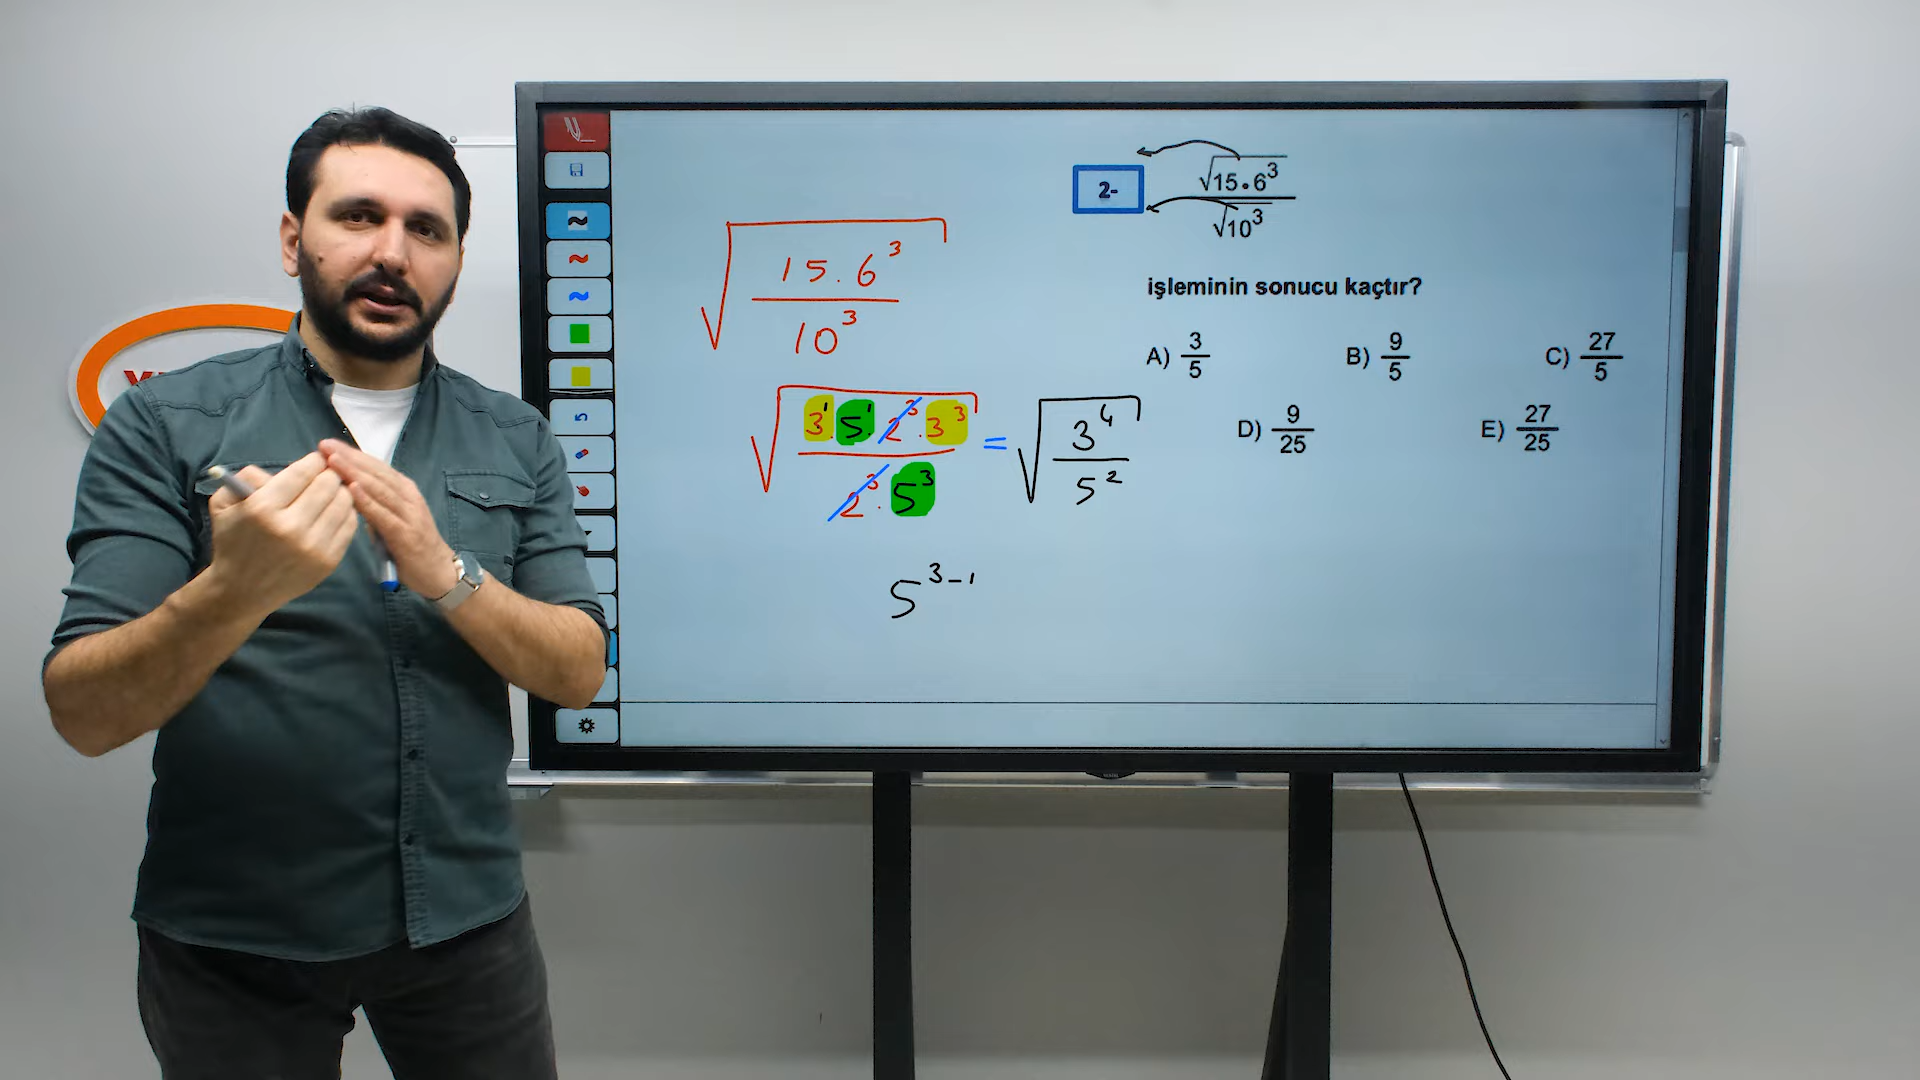 2-
√15.6³ / √10³
işleminin sonucu kaçtır?
A) 3/5 B) 9/5 C) 27/5
D) 9/25 E) 27/25
√(15.6³ / 10³)
√(3¹.5¹.2³.3³ / 2³.5³) = √(3⁴ / 5²)
5³⁻¹